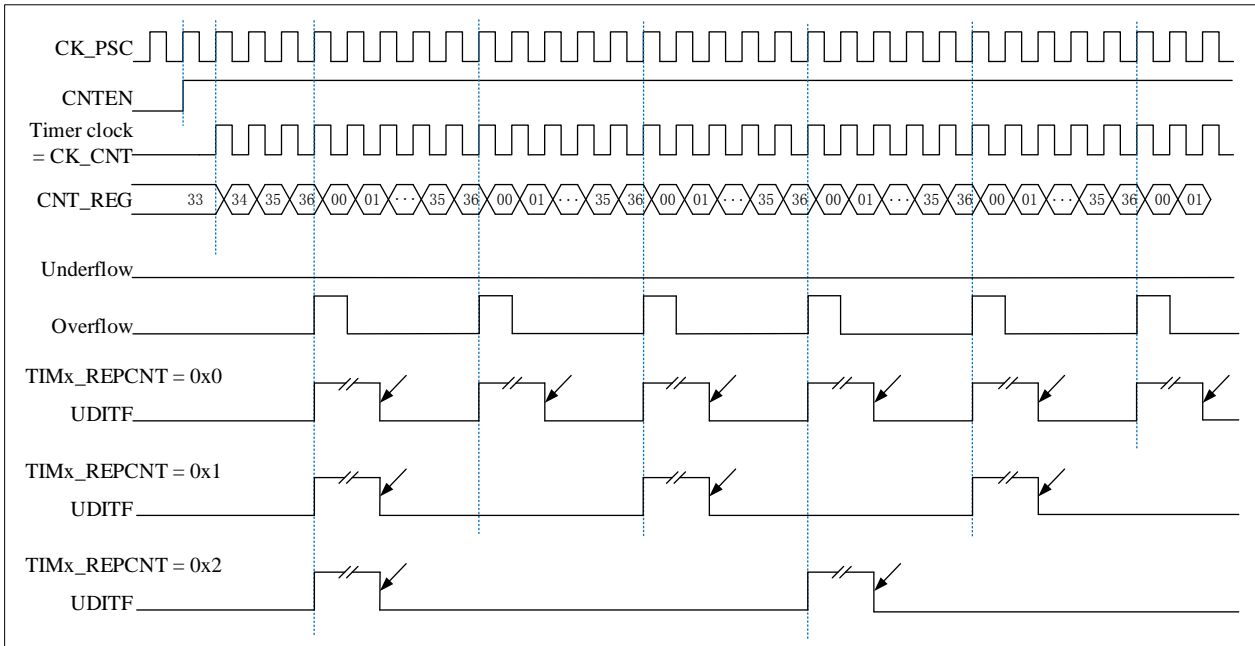 CK_PSC
CNTEN
Timer clock
= CK_CNT
CNT_REG 33 34 35 36 00 01 ··· 35 36 00 01 ··· 35 36 00 01 ··· 35 36 00 01 ··· 35 36 00 01 ··· 35 36 00 01
Underflow
Overflow
TIMx_REPCNT = 0x0
UDITF
TIMx_REPCNT = 0x1
UDITF
TIMx_REPCNT = 0x2
UDITF